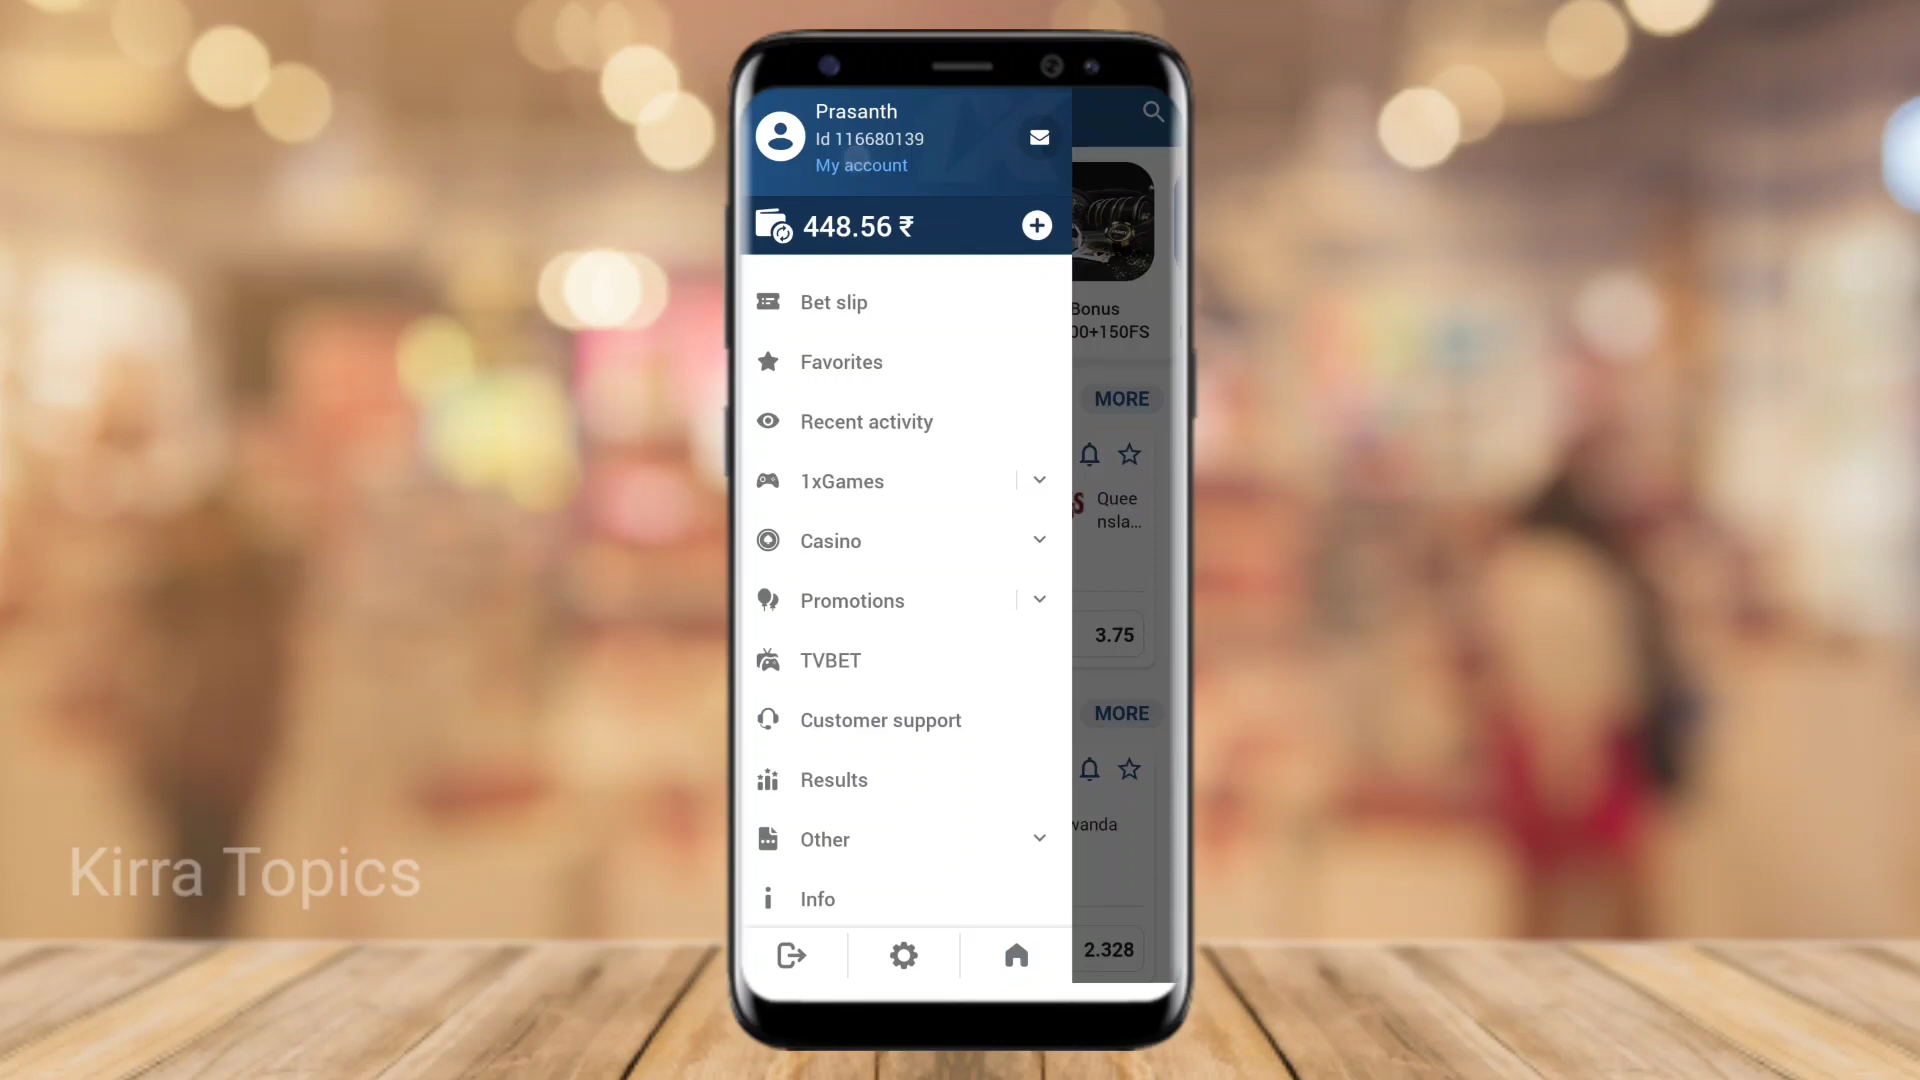 Prasanth
Id 116680139
My account
448.56 ₹
Bet slip
Favorites
Recent activity
1xGames
Casino
Promotions
TVBET
Customer support
Results
Other
Info
Bonus
00+150FS
MORE
Quee
nsla...
3.75
MORE
wanda
2.328
Kirra Topics